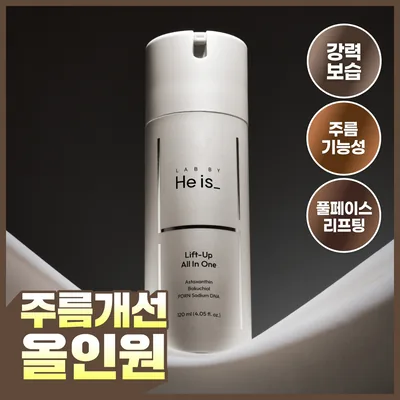 강력
보습
주름
기능성
풀페이스
리프팅
LAB BY
He is_
Lift-Up
All In One
Astaxanthin
Bakuchiol
PDRN Sodium DNA
120 ml (4.05 fl. oz.)
주름개선
올인원